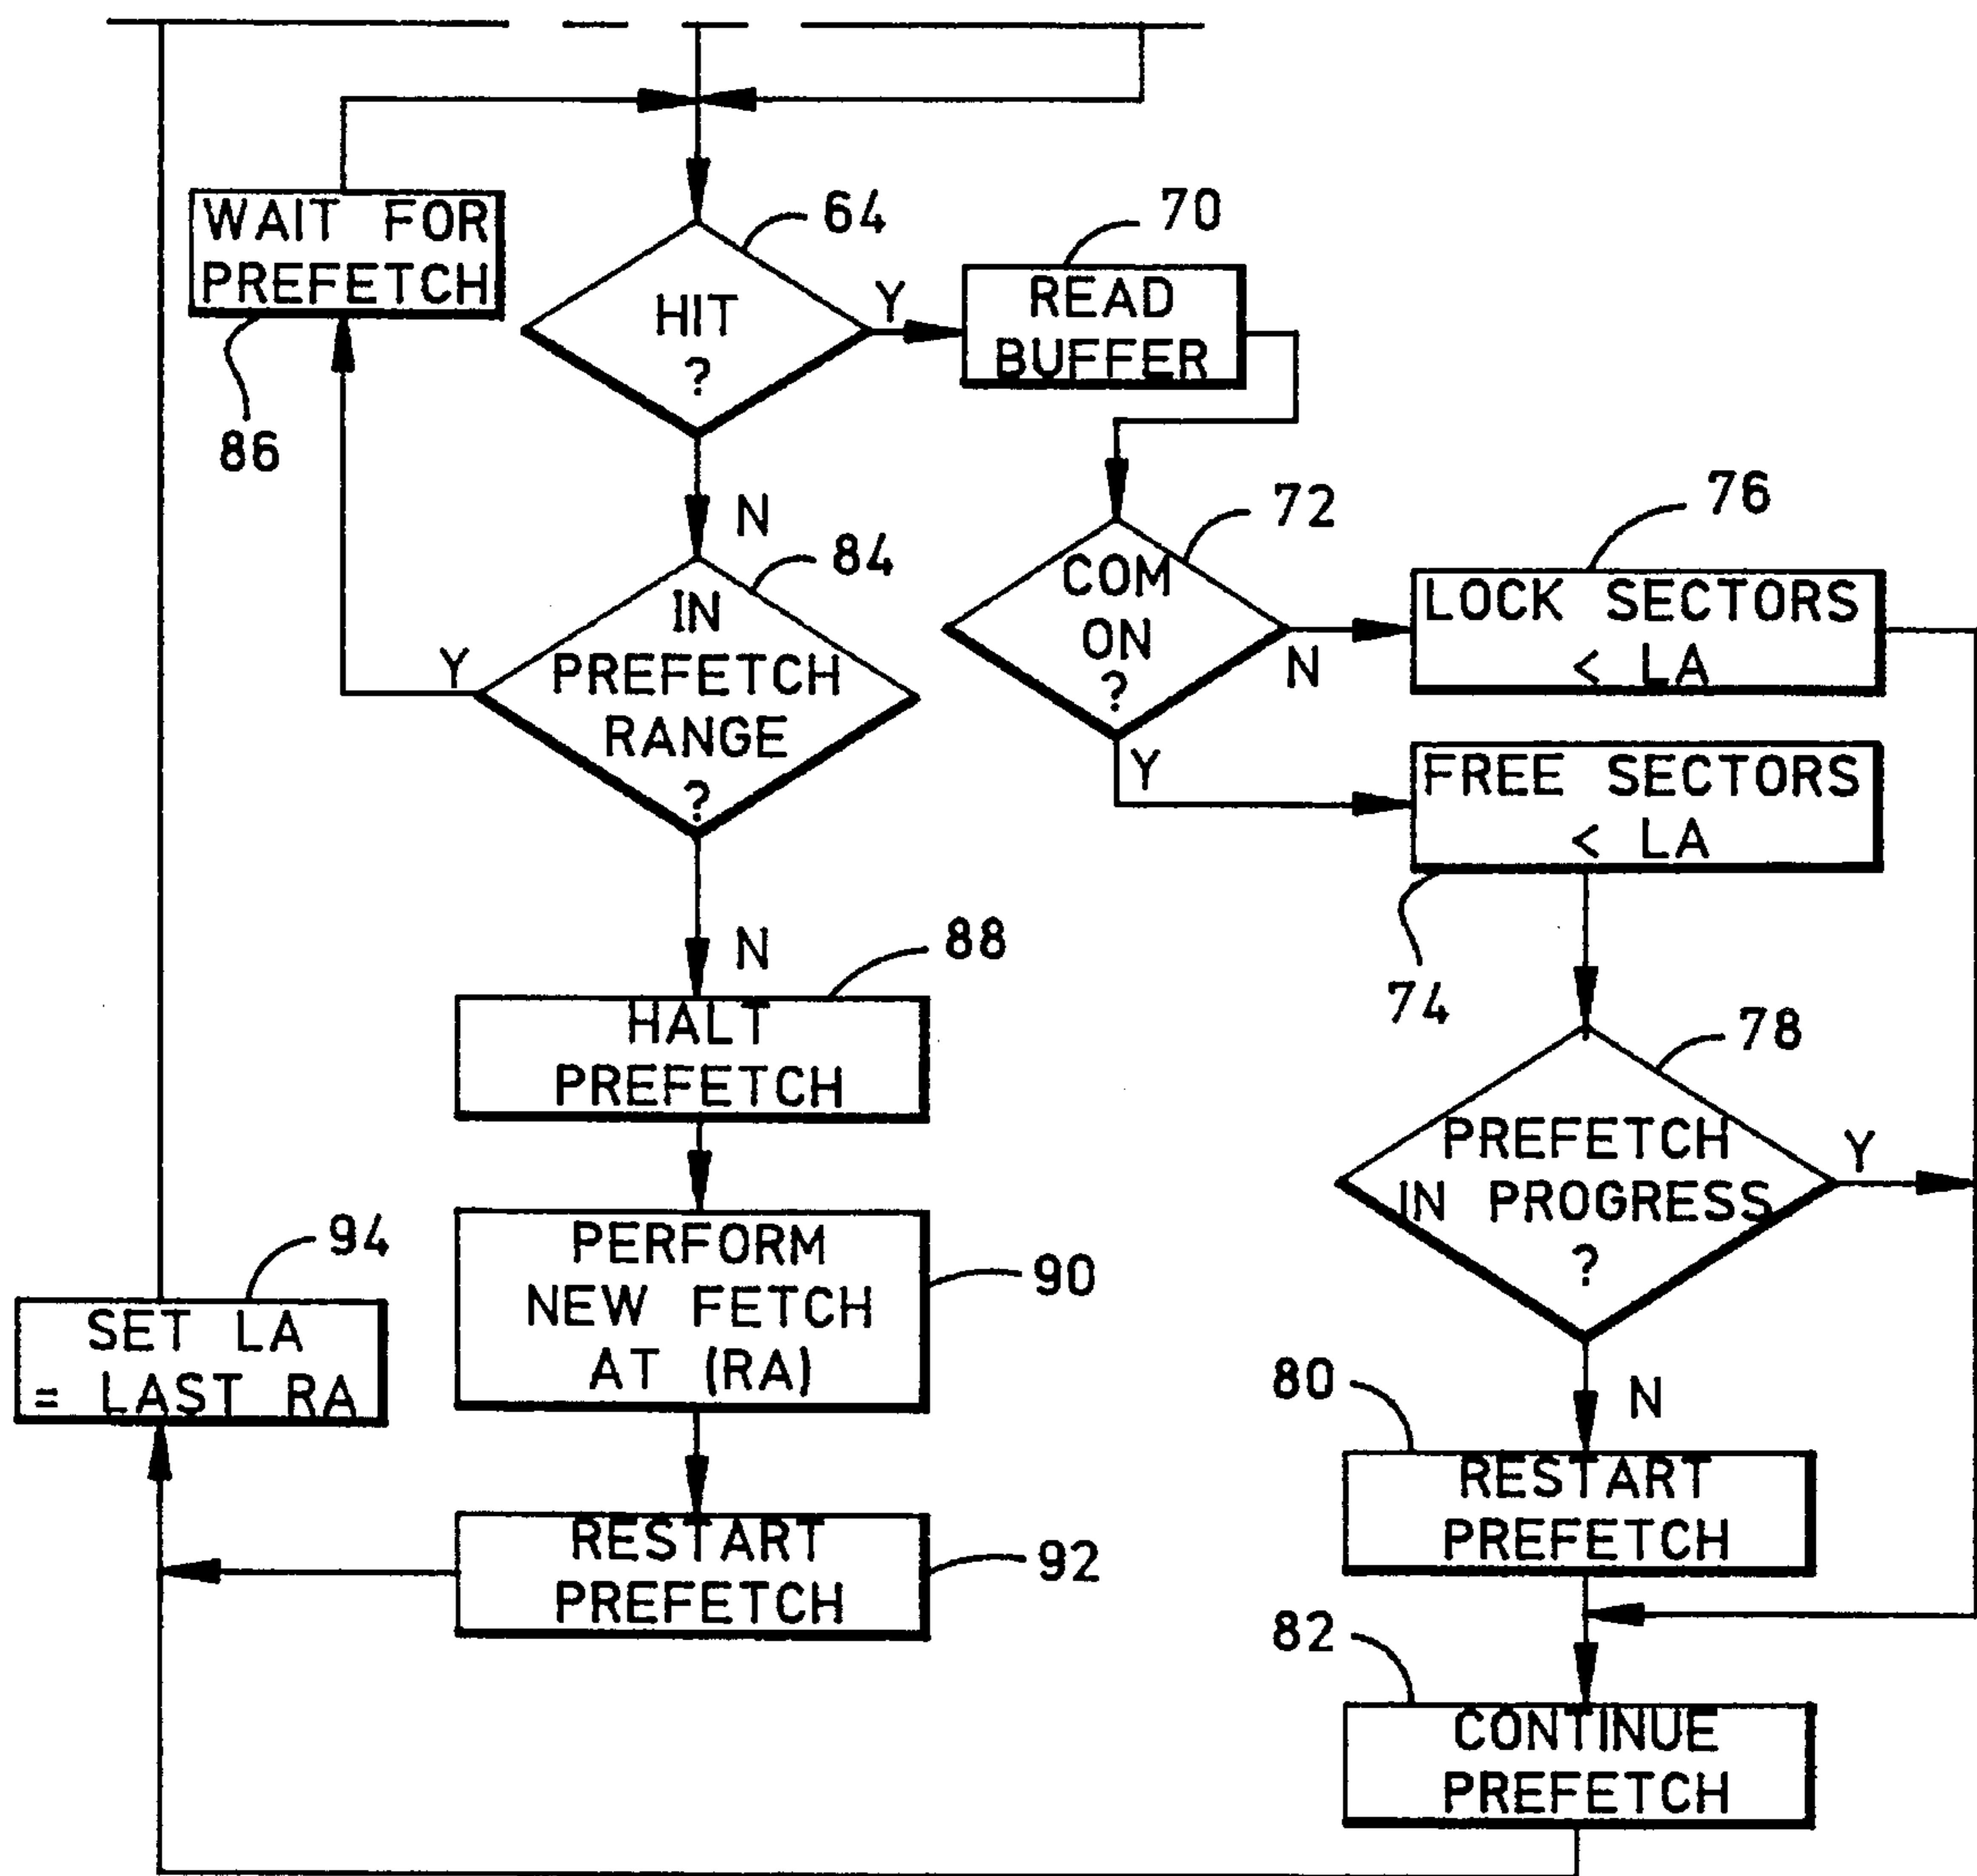 WAIT FOR
PREFETCH
86
64
HIT
?
Y
N
70
READ
BUFFER
72
COM
ON
?
N
Y
76
LOCK SECTORS
< LA
FREE SECTORS
< LA
74
84
IN
PREFETCH
RANGE
?
Y
N
88
HALT
PREFETCH
78
PREFETCH
IN PROGRESS
?
Y
N
94
SET LA
= LAST RA
PERFORM
NEW FETCH
AT (RA)
90
80
RESTART
PREFETCH
RESTART
PREFETCH
92
82
CONTINUE
PREFETCH